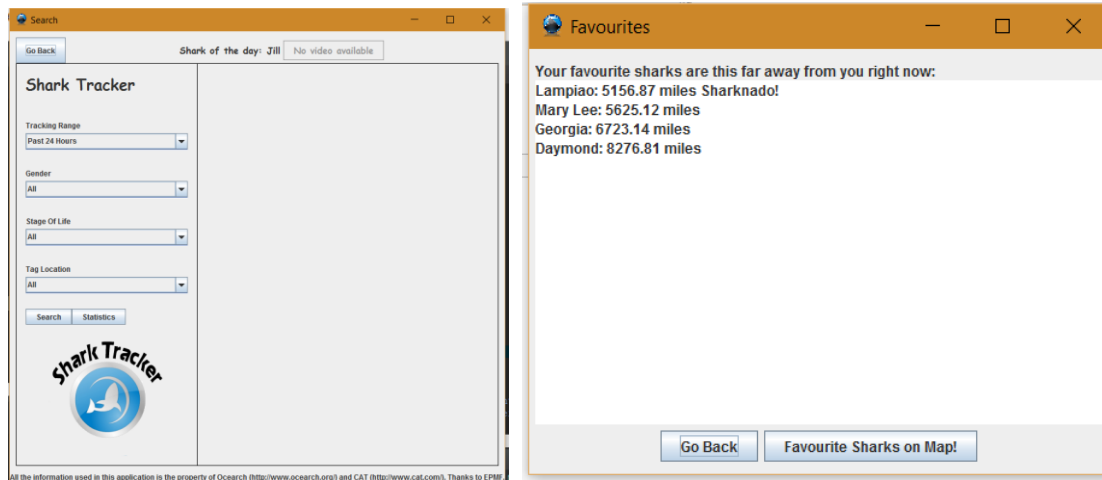 Search
Go Back
Shark of the day: Jill
No video available
Shark Tracker
Tracking Range
Past 24 Hours
Gender
All
Stage Of Life
All
Tag Location
All
Search
Statistics
Shark Tracker
All the information used in this application is the property of Ocearch (http://www.ocearch.org/) and CAT (http://www.cat.com/). Thanks to EPMF.
Favourites
Your favourite sharks are this far away from you right now:
Lampiao: 5156.87 miles Sharknado!
Mary Lee: 5625.12 miles
Georgia: 6723.14 miles
Daymond: 8276.81 miles
Go Back
Favourite Sharks on Map!